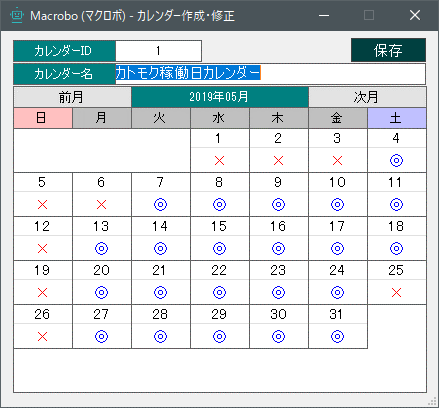 Macrobo (マクロボ) - カレンダー作成・修正
カレンダーID 1 保存
カレンダー名 カトモク稼働日カレンダー
前月 2019年05月 次月
日 月 火 水 木 金 土
1 2 3 4
× × × ◎
5 6 7 8 9 10 11
× × ◎ ◎ ◎ ◎ ◎
12 13 14 15 16 17 18
× ◎ ◎ ◎ ◎ ◎ ◎
19 20 21 22 23 24 25
× ◎ ◎ ◎ ◎ ◎ ×
26 27 28 29 30 31
× ◎ ◎ ◎ ◎ ◎